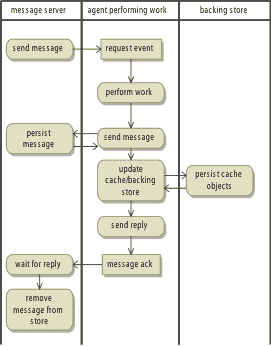 message server
agent performing work
backing store
send message
request event
perform work
persist
message
send message
update
cache/backing
store
persist cache
objects
send reply
wait for reply
message ack
remove
message from
store